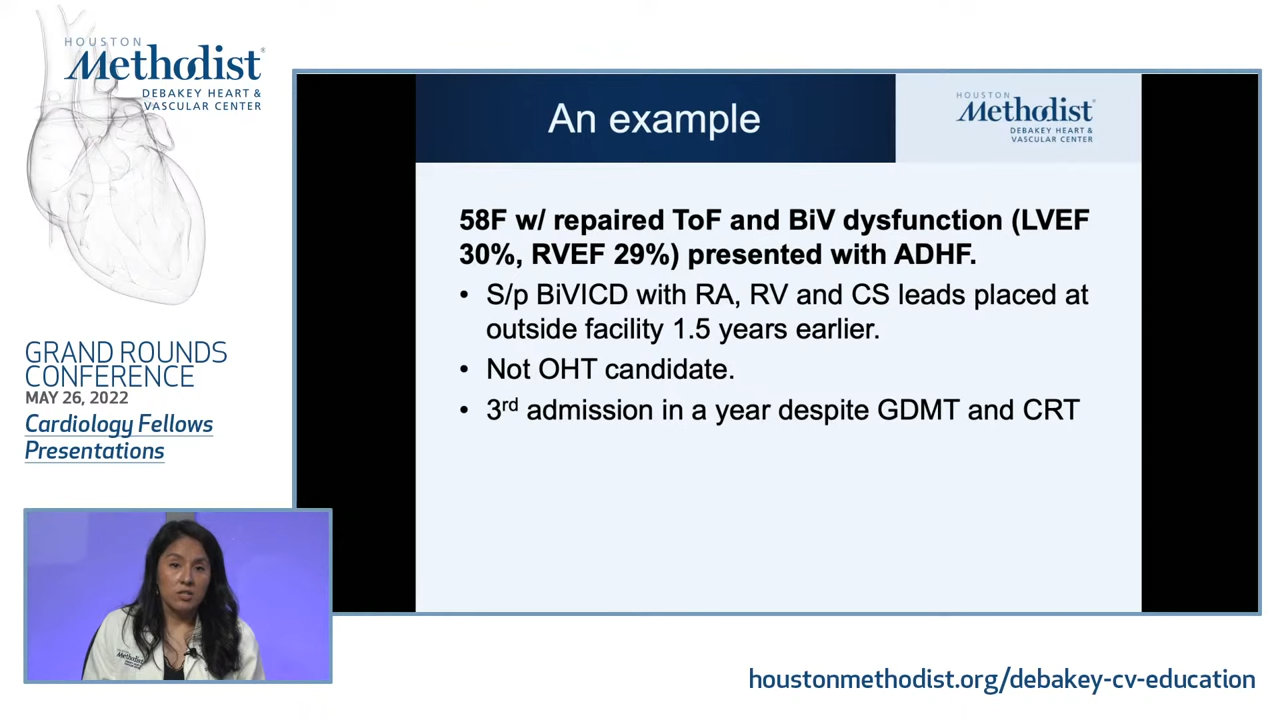 HOUSTON
Methodist®
DEBAKEY HEART &
VASCULAR CENTER
GRAND ROUNDS
CONFERENCE
MAY 26, 2022
Cardiology Fellows
Presentations
An example
HOUSTON
Methodist®
DEBAKEY HEART &
VASCULAR CENTER
58F w/ repaired ToF and BiV dysfunction (LVEF
30%, RVEF 29%) presented with ADHF.
• S/p BiVICD with RA, RV and CS leads placed at
outside facility 1.5 years earlier.
• Not OHT candidate.
• 3rd admission in a year despite GDMT and CRT
houstonmethodist.org/debakey-cv-education